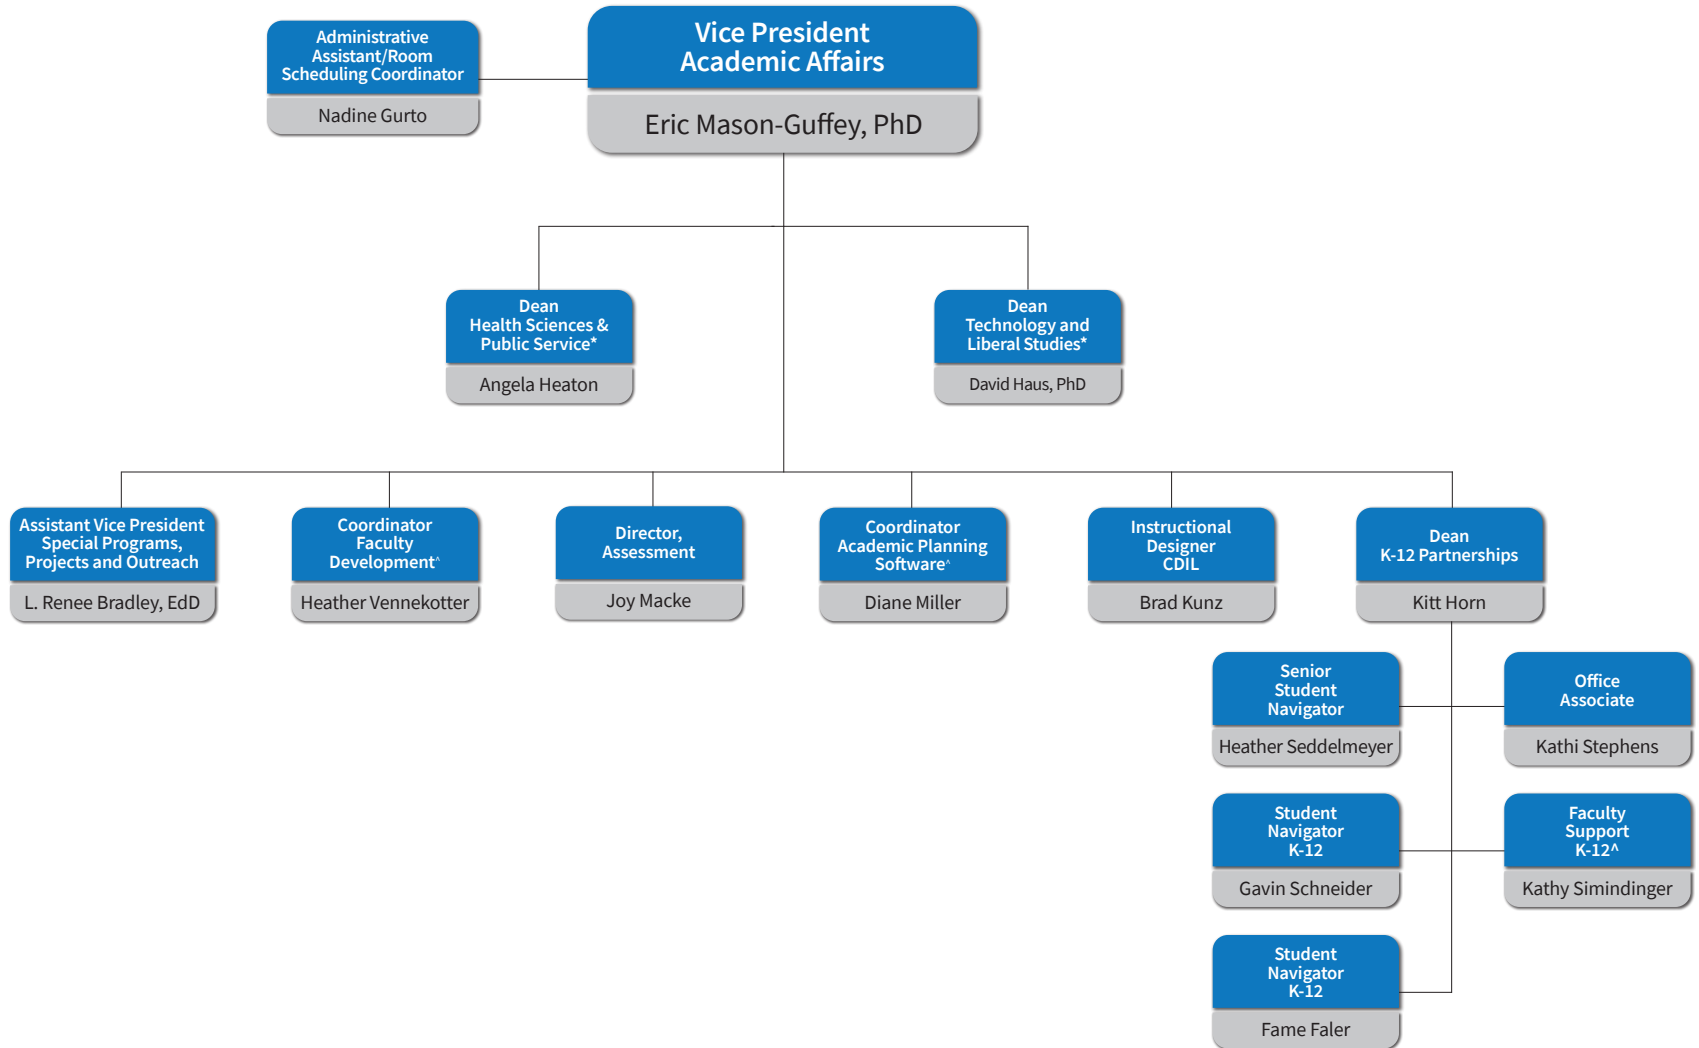 Administrative
Assistant/Room
Scheduling Coordinator
Nadine Gurto
Vice President
Academic Affairs
Eric Mason-Guffey, PhD
Dean
Health Sciences &
Public Service*
Angela Heaton
Dean
Technology and
Liberal Studies*
David Haus, PhD
Assistant Vice President
Special Programs,
Projects and Outreach
L. Renee Bradley, EdD
Coordinator
Faculty
Development^
Heather Vennekotter
Director,
Assessment
Joy Macke
Coordinator
Academic Planning
Software^
Diane Miller
Instructional
Designer
CDIL
Brad Kunz
Dean
K-12 Partnerships
Kitt Horn
Senior
Student
Navigator
Heather Seddelmeyer
Office
Associate
Kathi Stephens
Student
Navigator
K-12
Gavin Schneider
Faculty
Support
K-12^
Kathy Simindinger
Student
Navigator
K-12
Fame Faler